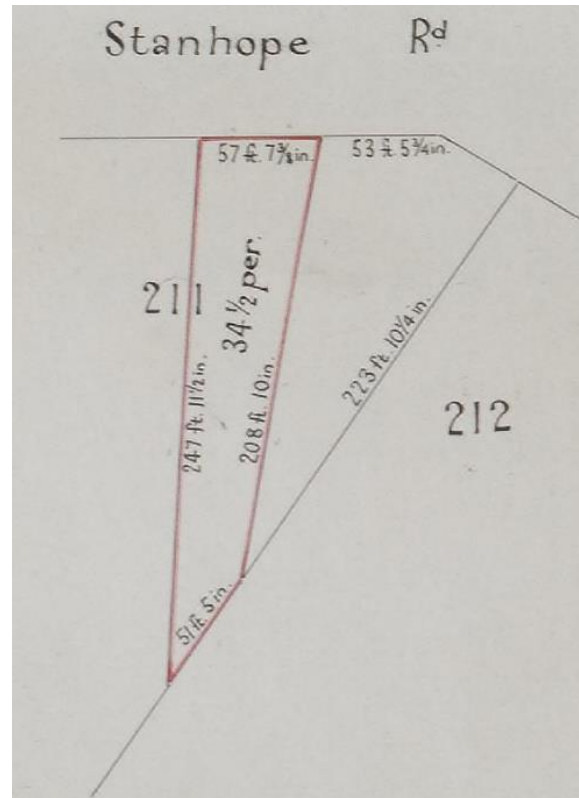 Stanhope Rd
57 ft. 7⅜ in. 53 ft 5¾ in.
211
34½ per.
247 ft. 11½ in.
208 ft. 10 in.
223 ft. 10¼ in.
212
51 ft. 5 in.